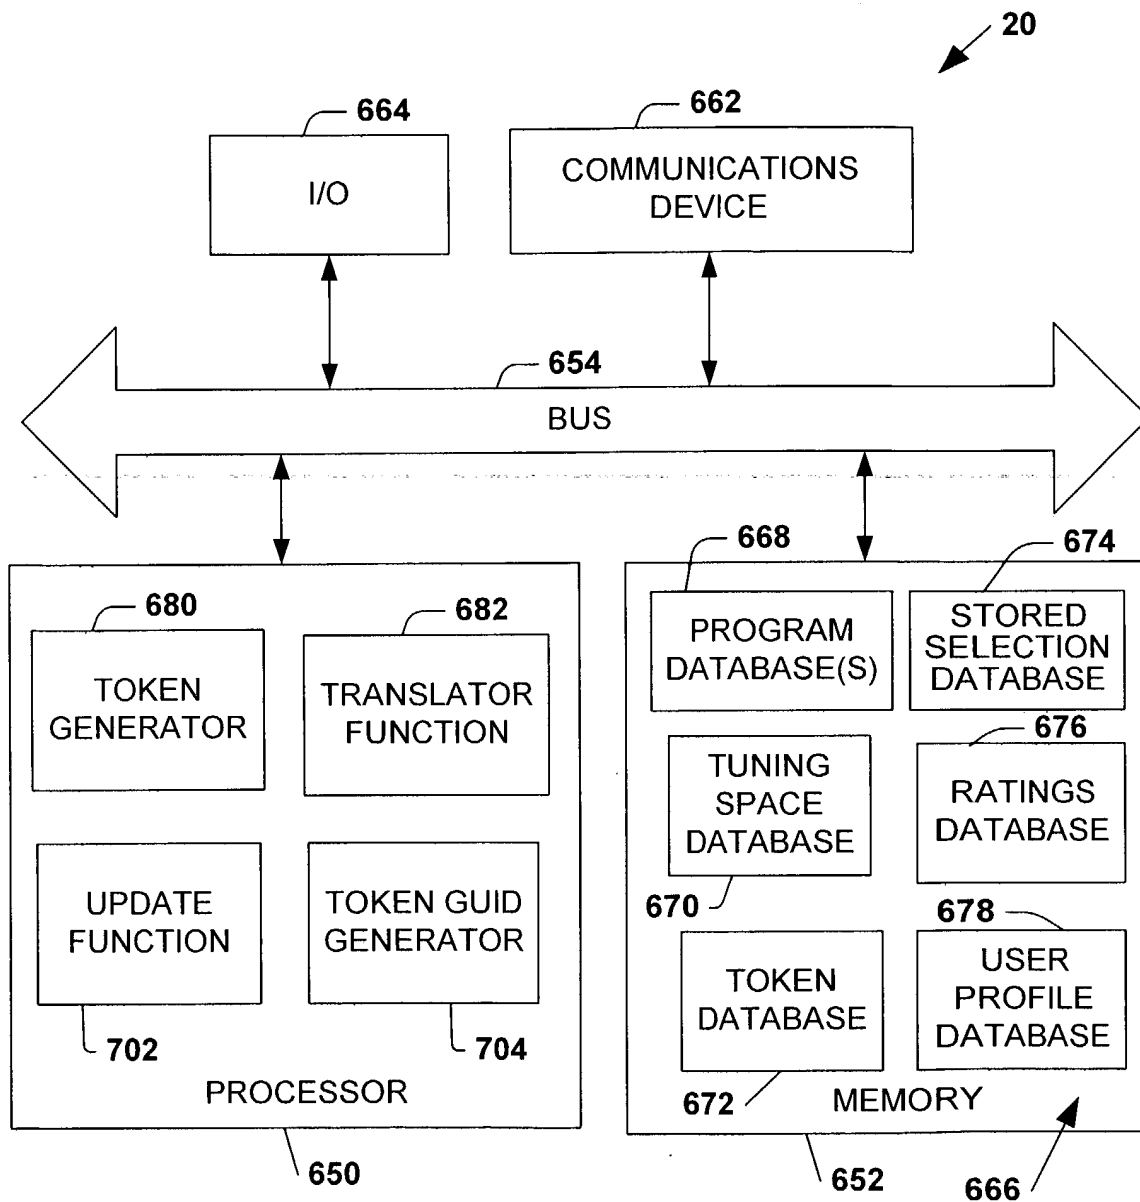 20
664
662
I/O
COMMUNICATIONS
DEVICE
654
BUS
668
674
680
682
PROGRAM
DATABASE(S)
STORED
SELECTION
DATABASE
TOKEN
GENERATOR
TRANSLATOR
FUNCTION
676
TUNING
SPACE
DATABASE
RATINGS
DATABASE
670
678
UPDATE
FUNCTION
TOKEN GUID
GENERATOR
TOKEN
DATABASE
USER
PROFILE
DATABASE
702
704
672
PROCESSOR
MEMORY
650
652
666